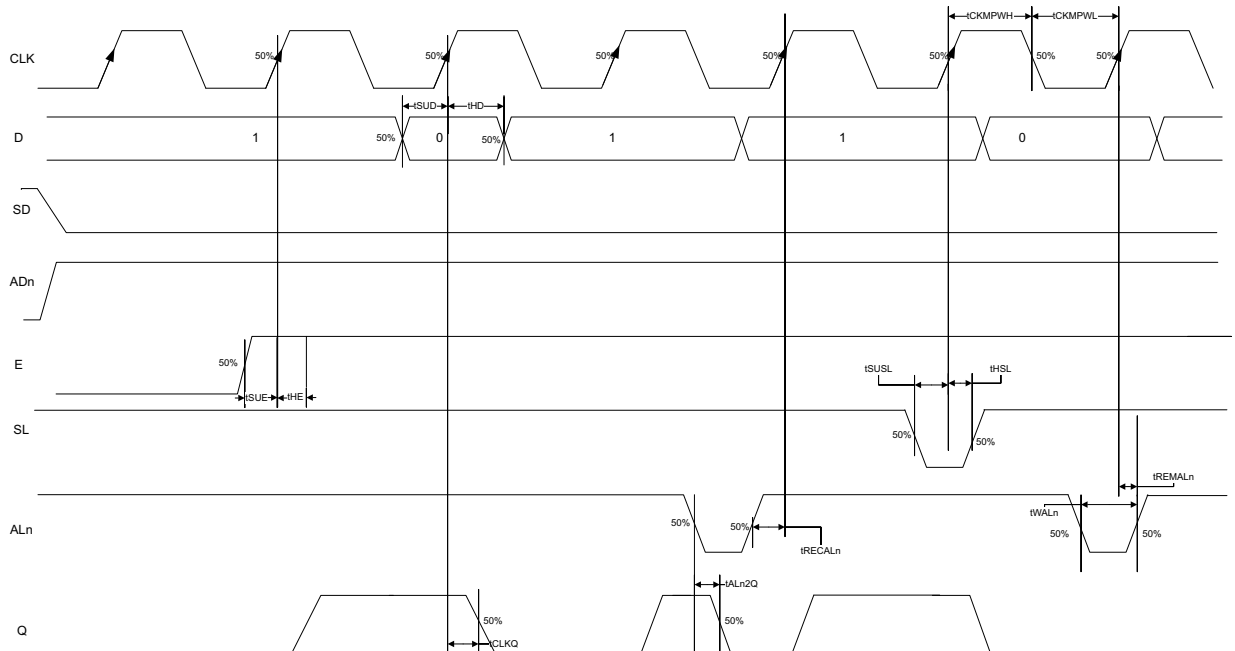 tCKMPWH tCKMPWL
CLK 50% 50% 50% 50% 50% 50% 50%
tSUD tHD
D 1 50% 0 50% 1 1 0
SD
ADn
E 50%
tSUE tHE
tSUSL tHSL
SL 50% 50%
tREMALn
tWALn
ALn 50% 50% 50% 50%
tRECALn
tALn2Q
Q 50% 50%
tCLKQ